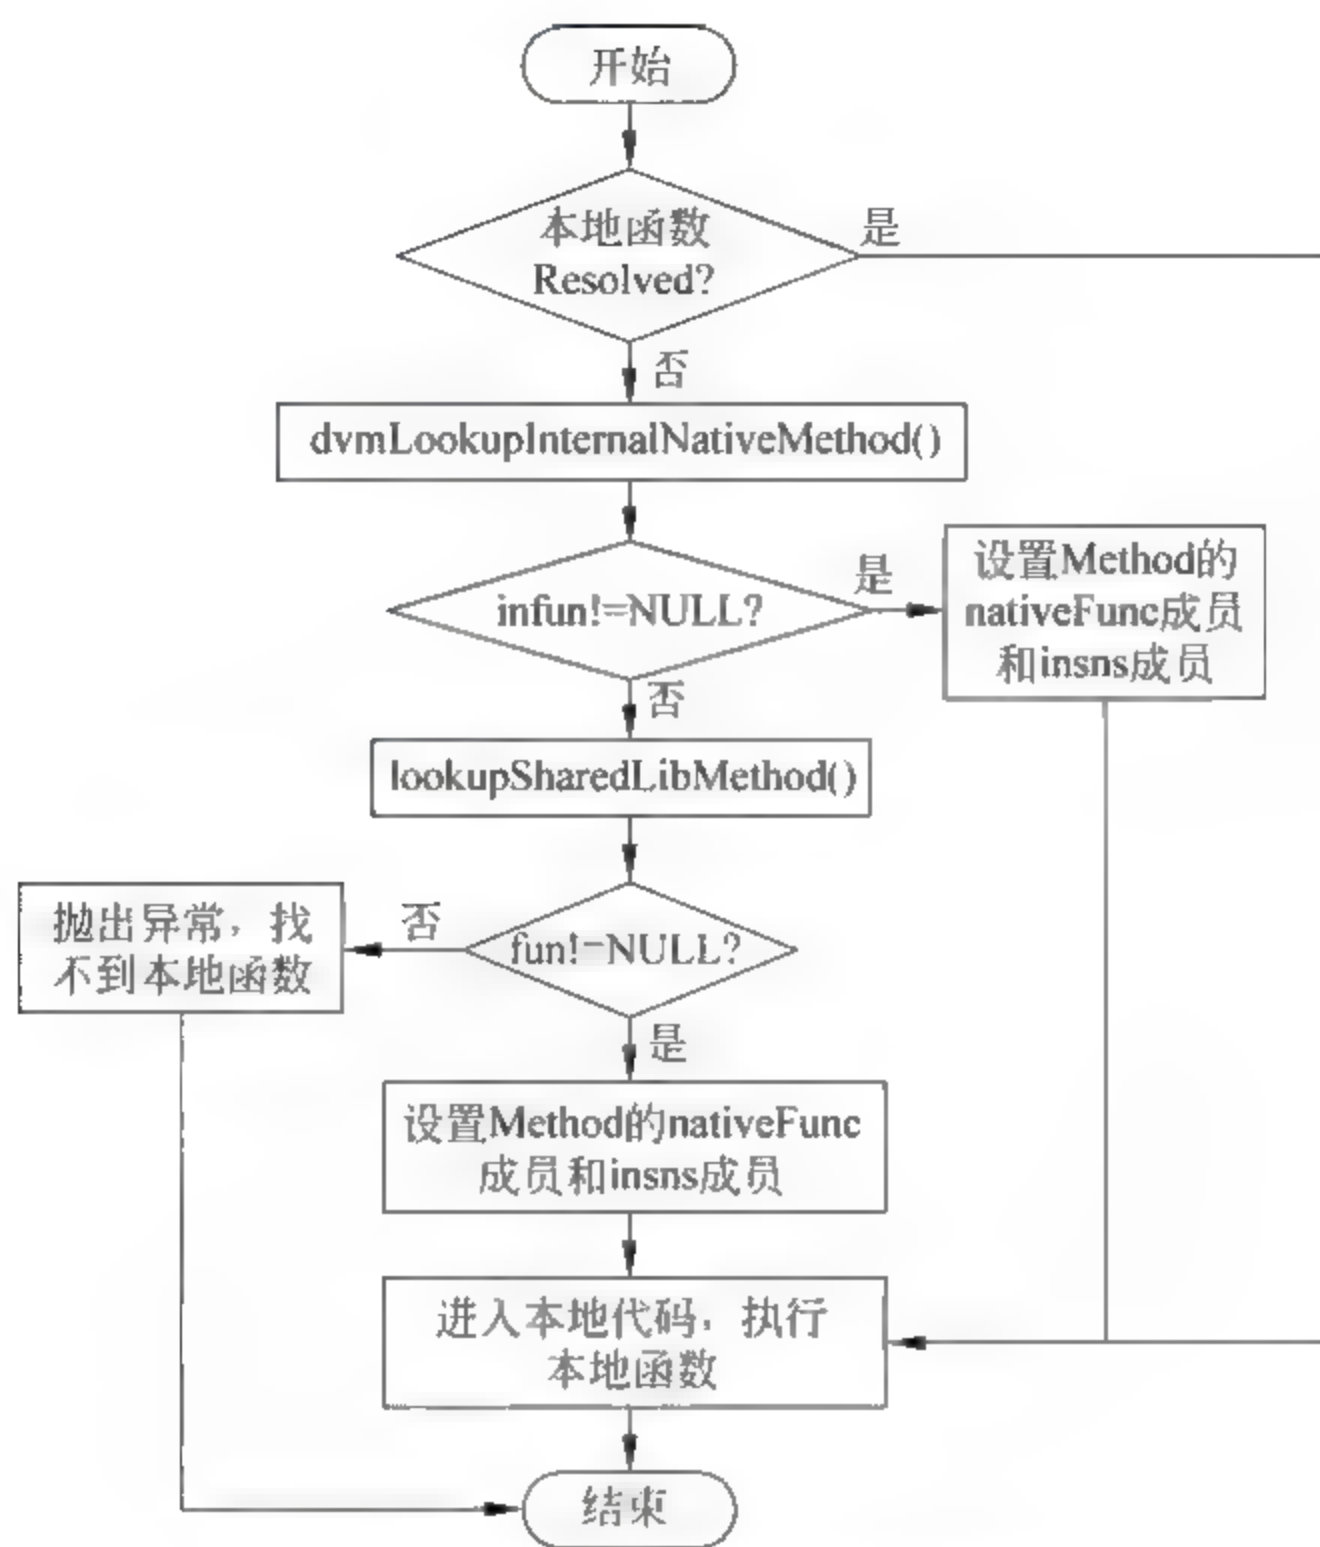 开始
本地函数
Resolved?
是
否
dvmLookupInternalNativeMethod()
infun!=NULL?
是
设置Method的
nativeFunc成员
和insns成员
否
lookupSharedLibMethod()
fun!=NULL?
否
抛出异常，找
不到本地函数
是
设置Method的nativeFunc
成员和insns成员
进入本地代码，执行
本地函数
结束